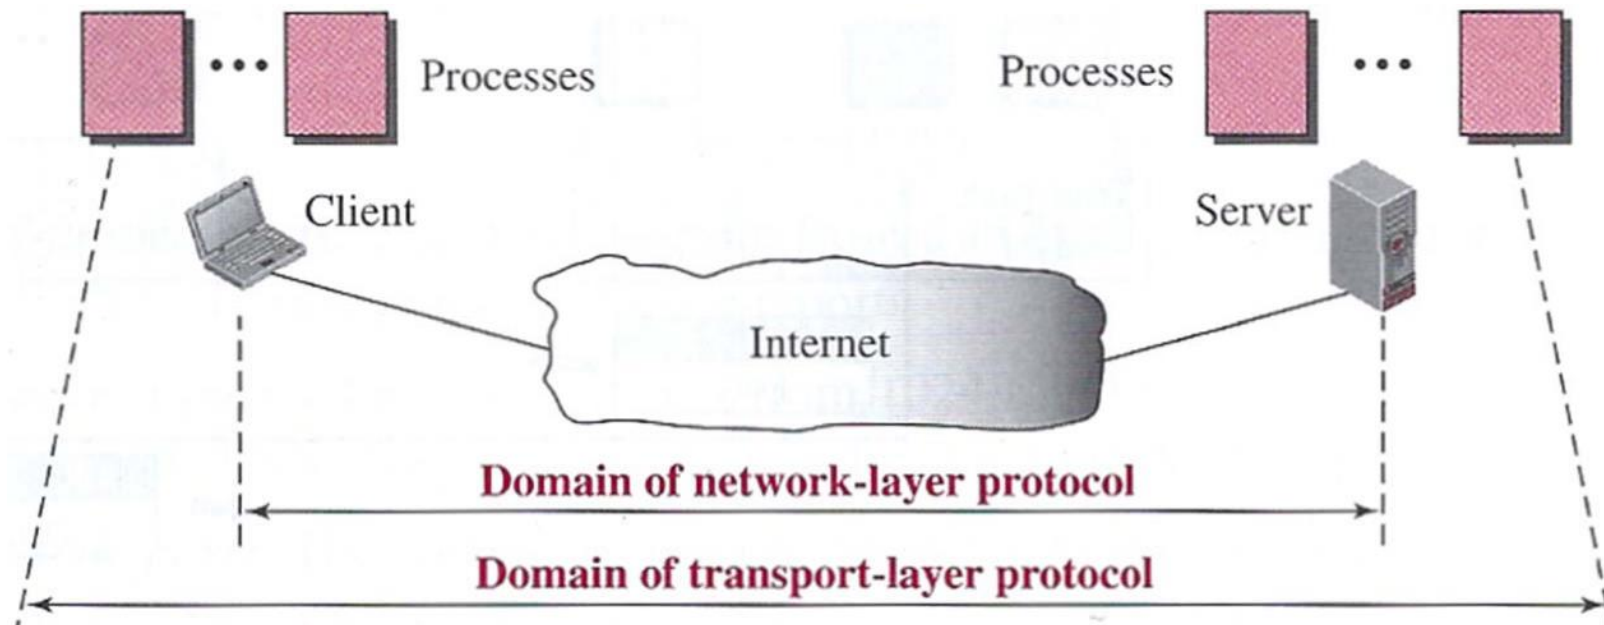 Processes
Processes
Client
Server
Internet
Domain of network-layer protocol
Domain of transport-layer protocol